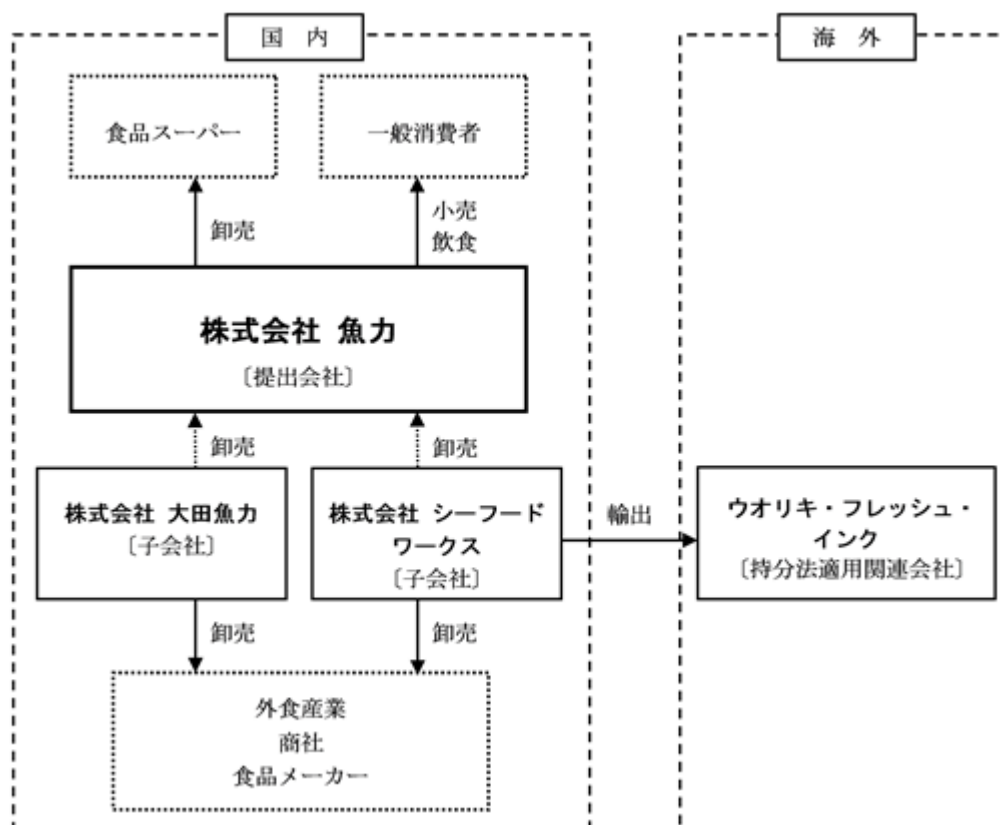 国 内
海 外
食品スーパー
一般消費者
卸売
小売
飲食
株式会社 魚力
〔提出会社〕
卸売
卸売
株式会社 大田魚力
〔子会社〕
株式会社 シーフード
ワークス
〔子会社〕
輸出
ウオリキ・フレッシュ・
インク
〔持分法適用関連会社〕
卸売
卸売
外食産業
商社
食品メーカー